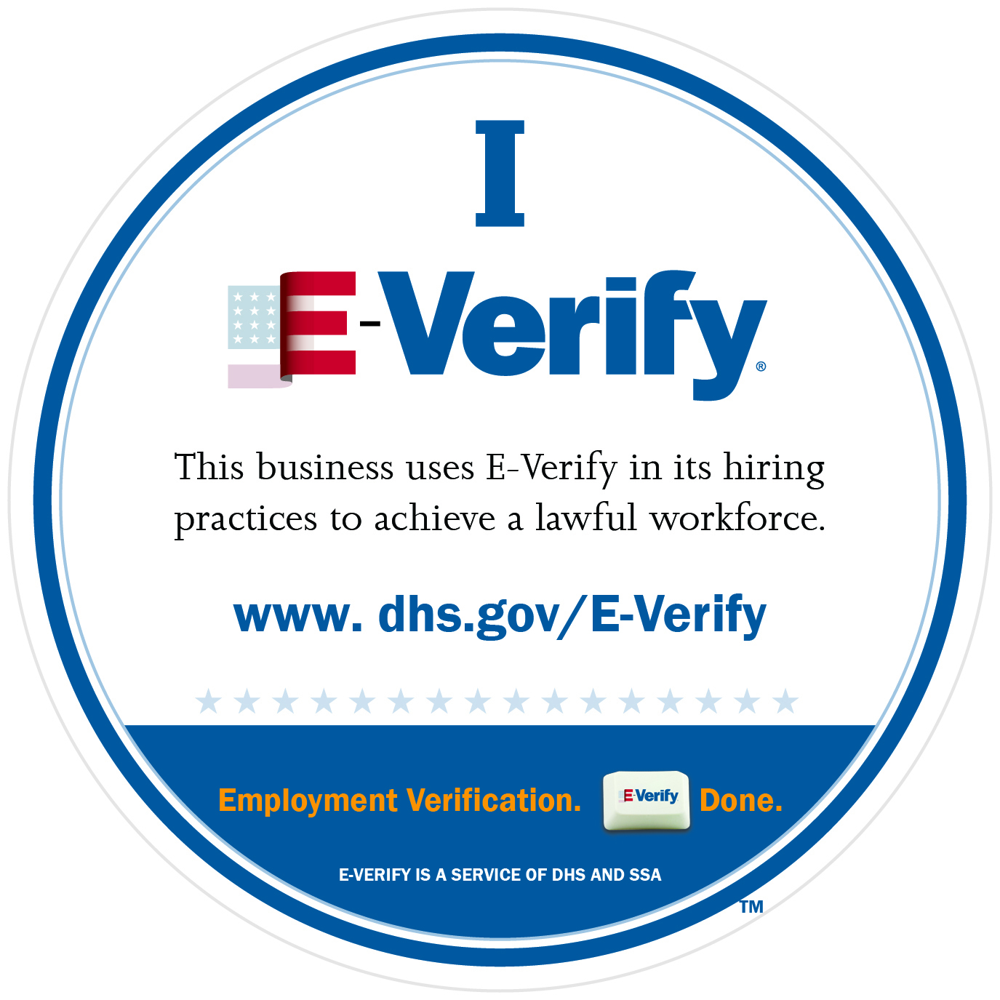 I
E-Verify®
This business uses E-Verify in its hiring
practices to achieve a lawful workforce.
www. dhs.gov/E-Verify
Employment Verification. E-Verify Done.
E-VERIFY IS A SERVICE OF DHS AND SSA
TM